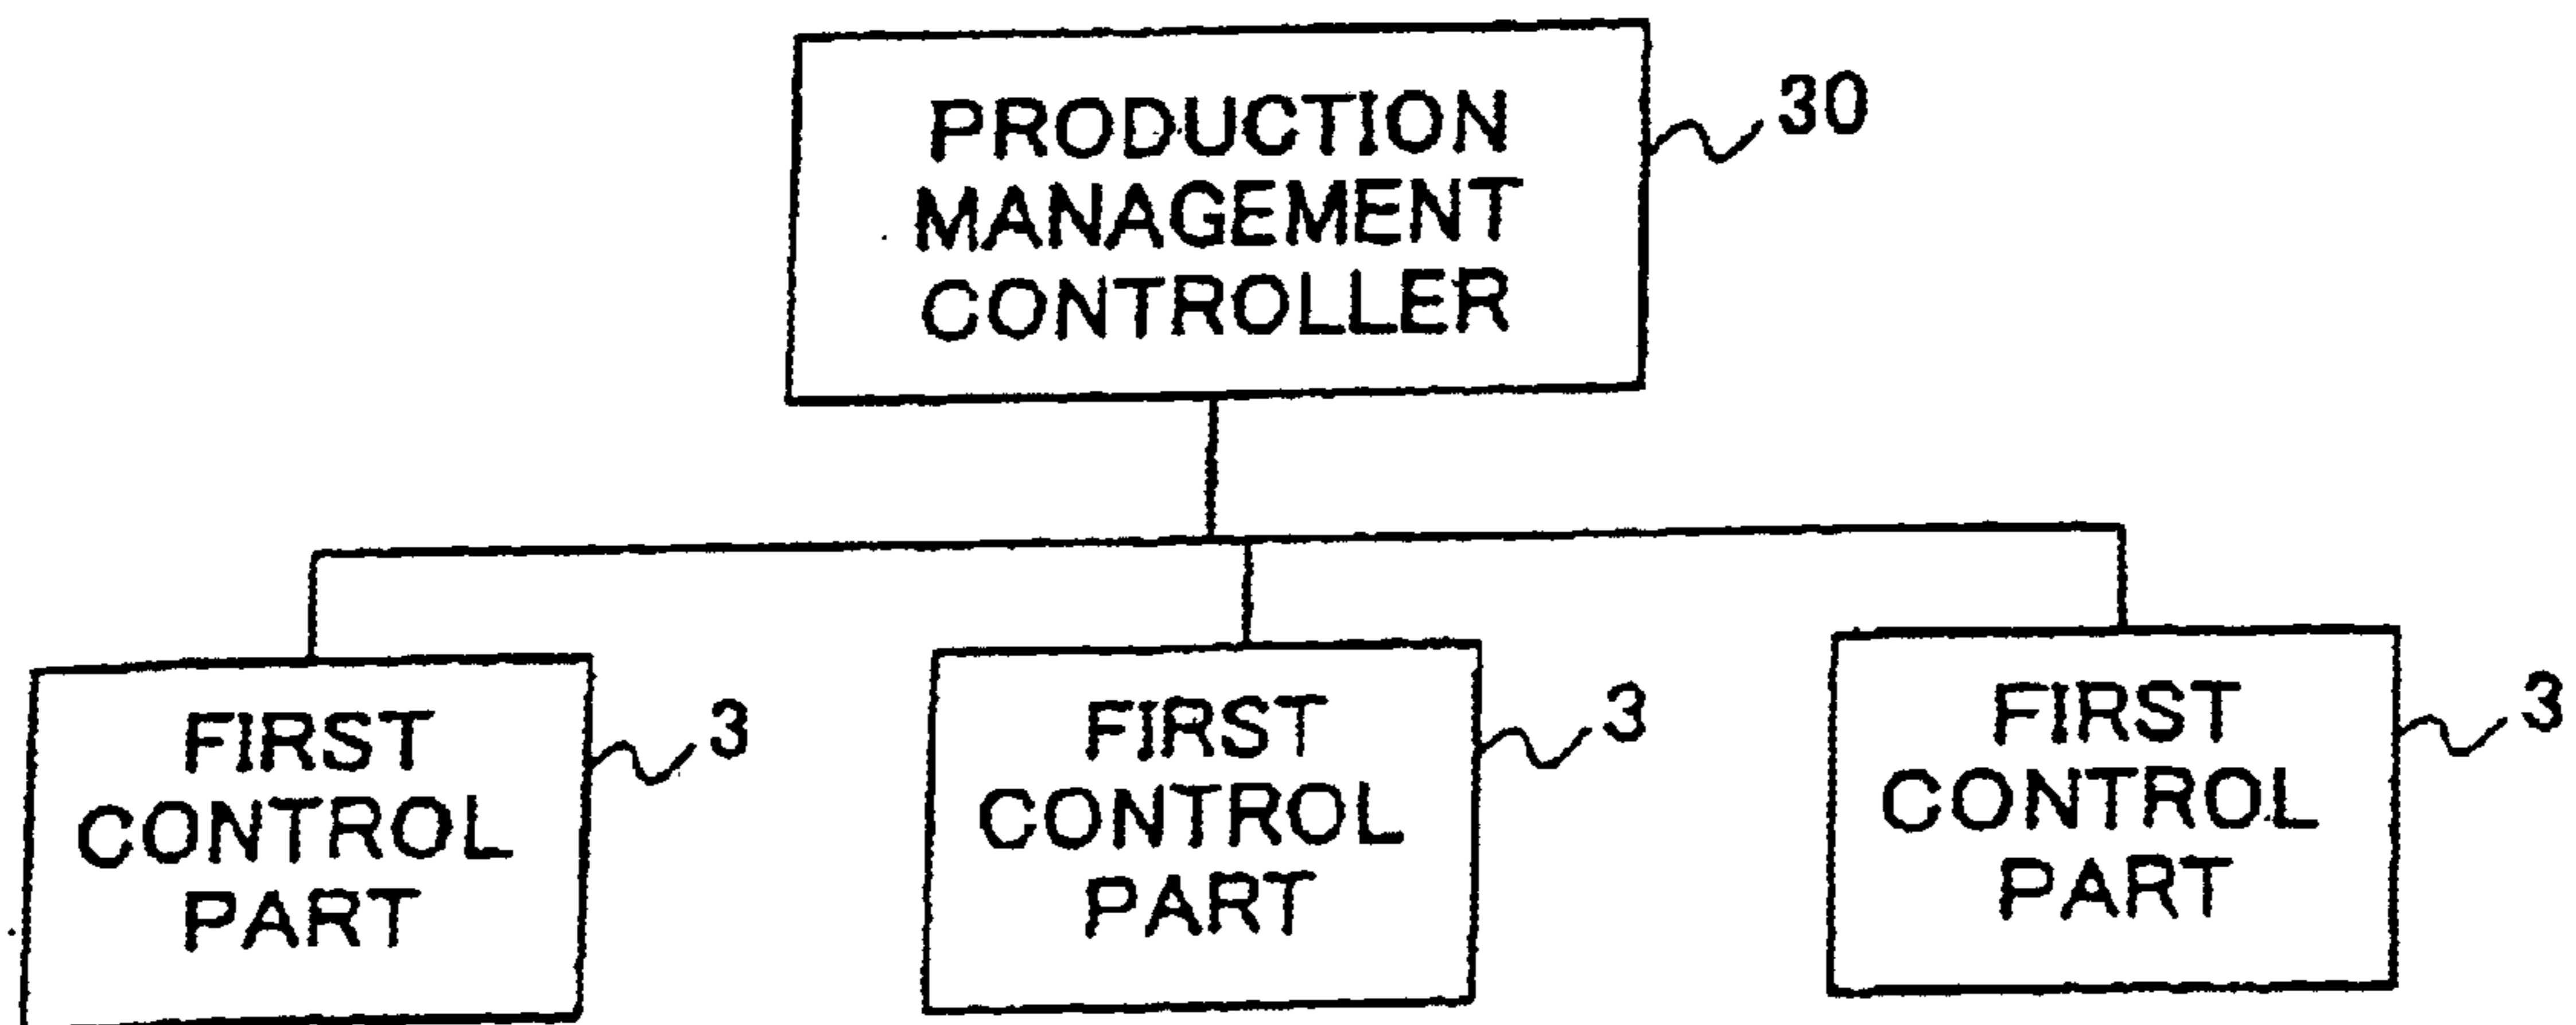 PRODUCTION
MANAGEMENT
CONTROLLER
30
FIRST
CONTROL
PART
3
FIRST
CONTROL
PART
3
FIRST
CONTROL
PART
3